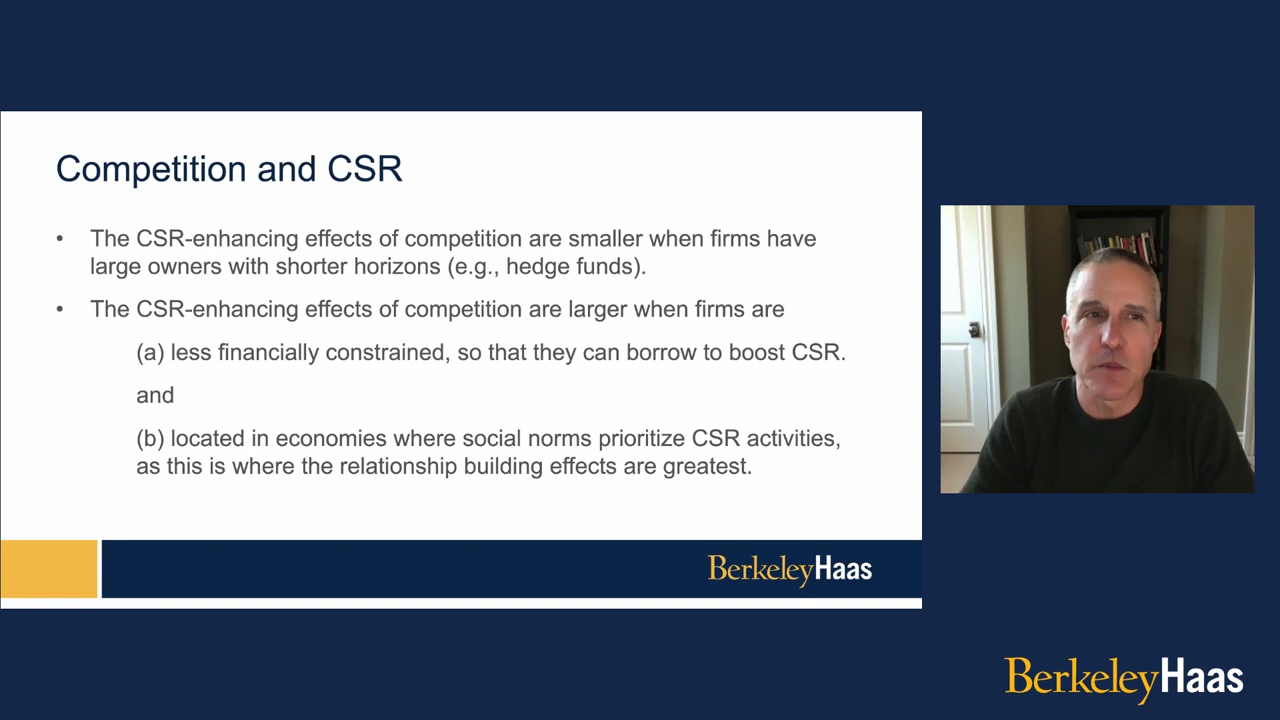 Competition and CSR
• The CSR-enhancing effects of competition are smaller when firms have
large owners with shorter horizons (e.g., hedge funds).
• The CSR-enhancing effects of competition are larger when firms are
(a) less financially constrained, so that they can borrow to boost CSR.
and
(b) located in economies where social norms prioritize CSR activities,
as this is where the relationship building effects are greatest.
BerkeleyHaas
BerkeleyHaas